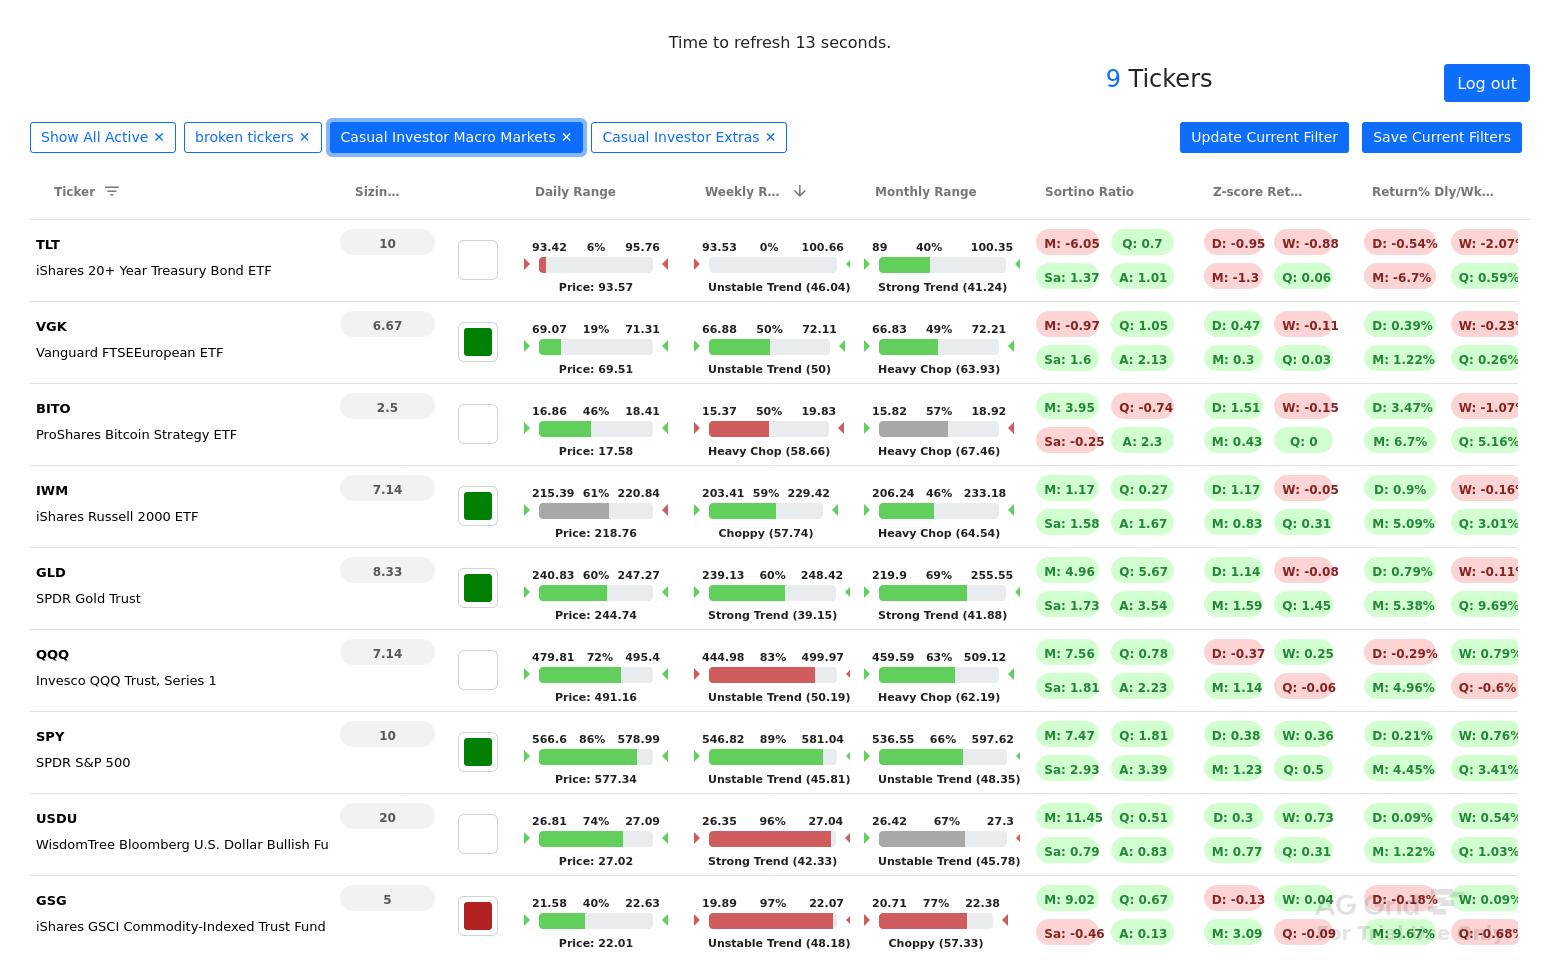 Time to refresh 13 seconds.
9 Tickers
Log out
Show All Active ✕ broken tickers ✕ Casual Investor Macro Markets ✕ Casual Investor Extras ✕ Update Current Filter Save Current Filters
Ticker Sizin… Daily Range Weekly R… Monthly Range Sortino Ratio Z-score Ret… Return% Dly/Wk…
TLT 10 93.42 6% 95.76 93.53 0% 100.66 89 40% 100.35 M: -6.05 Q: 0.7 D: -0.95 W: -0.88 D: -0.54% W: -2.07%
iShares 20+ Year Treasury Bond ETF Price: 93.57 Unstable Trend (46.04) Strong Trend (41.24) Sa: 1.37 A: 1.01 M: -1.3 Q: 0.06 M: -6.7% Q: 0.59%
VGK 6.67 69.07 19% 71.31 66.88 50% 72.11 66.83 49% 72.21 M: -0.97 Q: 1.05 D: 0.47 W: -0.11 D: 0.39% W: -0.23%
Vanguard FTSEEuropean ETF Price: 69.51 Unstable Trend (50) Heavy Chop (63.93) Sa: 1.6 A: 2.13 M: 0.3 Q: 0.03 M: 1.22% Q: 0.26%
BITO 2.5 16.86 46% 18.41 15.37 50% 19.83 15.82 57% 18.92 M: 3.95 Q: -0.74 D: 1.51 W: -0.15 D: 3.47% W: -1.07%
ProShares Bitcoin Strategy ETF Price: 17.58 Heavy Chop (58.66) Heavy Chop (67.46) Sa: -0.25 A: 2.3 M: 0.43 Q: 0 M: 6.7% Q: 5.16%
IWM 7.14 215.39 61% 220.84 203.41 59% 229.42 206.24 46% 233.18 M: 1.17 Q: 0.27 D: 1.17 W: -0.05 D: 0.9% W: -0.16%
iShares Russell 2000 ETF Price: 218.76 Choppy (57.74) Heavy Chop (64.54) Sa: 1.58 A: 1.67 M: 0.83 Q: 0.31 M: 5.09% Q: 3.01%
GLD 8.33 240.83 60% 247.27 239.13 60% 248.42 219.9 69% 255.55 M: 4.96 Q: 5.67 D: 1.14 W: -0.08 D: 0.79% W: -0.11%
SPDR Gold Trust Price: 244.74 Strong Trend (39.15) Strong Trend (41.88) Sa: 1.73 A: 3.54 M: 1.59 Q: 1.45 M: 5.38% Q: 9.69%
QQQ 7.14 479.81 72% 495.4 444.98 83% 499.97 459.59 63% 509.12 M: 7.56 Q: 0.78 D: -0.37 W: 0.25 D: -0.29% W: 0.79%
Invesco QQQ Trust, Series 1 Price: 491.16 Unstable Trend (50.19) Heavy Chop (62.19) Sa: 1.81 A: 2.23 M: 1.14 Q: -0.06 M: 4.96% Q: -0.6%
SPY 10 566.6 86% 578.99 546.82 89% 581.04 536.55 66% 597.62 M: 7.47 Q: 1.81 D: 0.38 W: 0.36 D: 0.21% W: 0.76%
SPDR S&P 500 Price: 577.34 Unstable Trend (45.81) Unstable Trend (48.35) Sa: 2.93 A: 3.39 M: 1.23 Q: 0.5 M: 4.45% Q: 3.41%
USDU 20 26.81 74% 27.09 26.35 96% 27.04 26.42 67% 27.3 M: 11.45 Q: 0.51 D: 0.3 W: 0.73 D: 0.09% W: 0.54%
WisdomTree Bloomberg U.S. Dollar Bullish Fu Price: 27.02 Strong Trend (42.33) Unstable Trend (45.78) Sa: 0.79 A: 0.83 M: 0.77 Q: 0.31 M: 1.22% Q: 1.03%
GSG 5 21.58 40% 22.63 19.89 97% 22.07 20.71 77% 22.38 M: 9.02 Q: 0.67 D: -0.13 W: 0.04 D: -0.18% W: 0.09%
iShares GSCI Commodity-Indexed Trust Fund Price: 22.01 Unstable Trend (48.18) Choppy (57.33) Sa: -0.46 A: 0.13 M: 3.09 Q: -0.09 M: 9.67% Q: -0.68%
AG Grid
For Trial Use Only